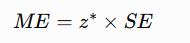 ME = z* × SE